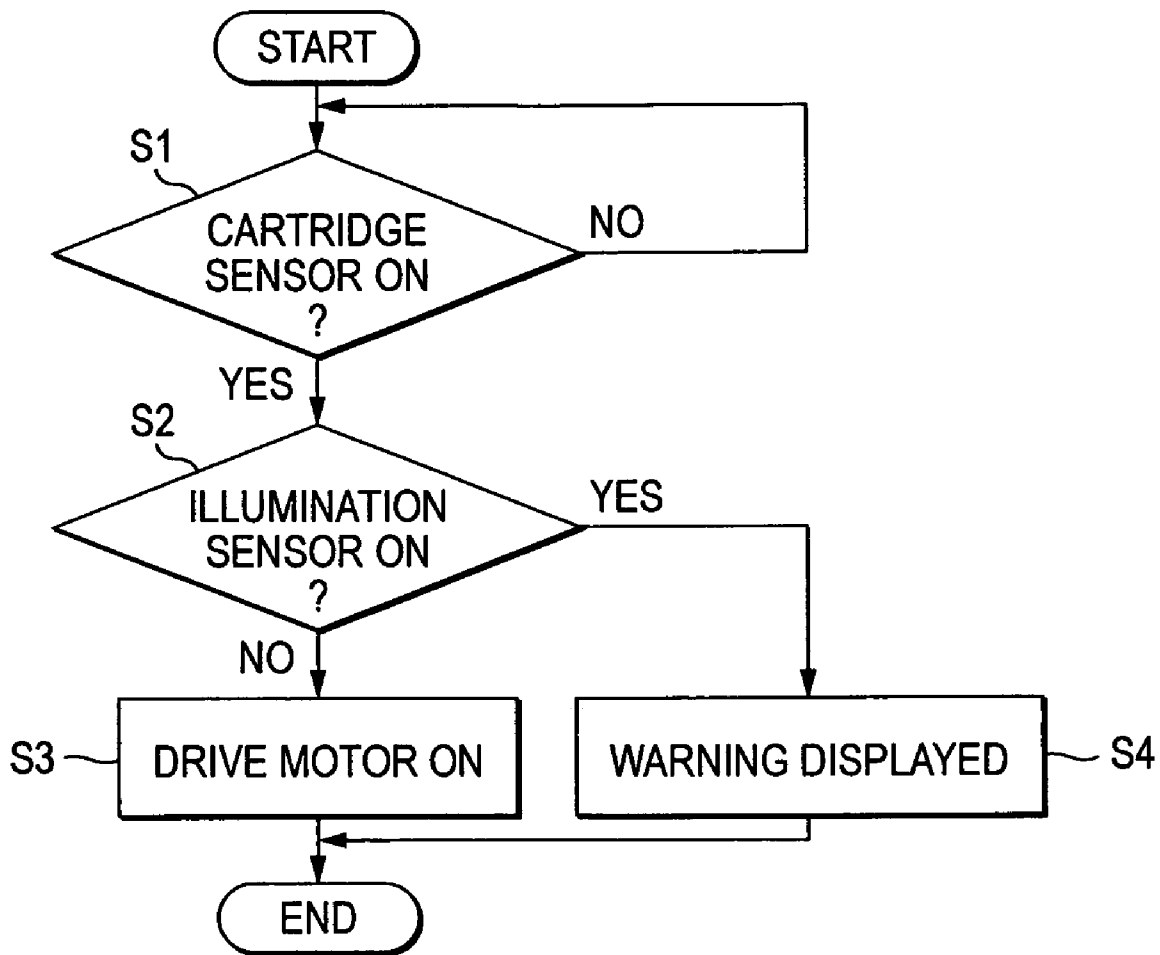 START
S1
CARTRIDGE
SENSOR ON
?
NO
YES
S2
ILLUMINATION
SENSOR ON
?
YES
NO
S3
DRIVE MOTOR ON
WARNING DISPLAYED
S4
END